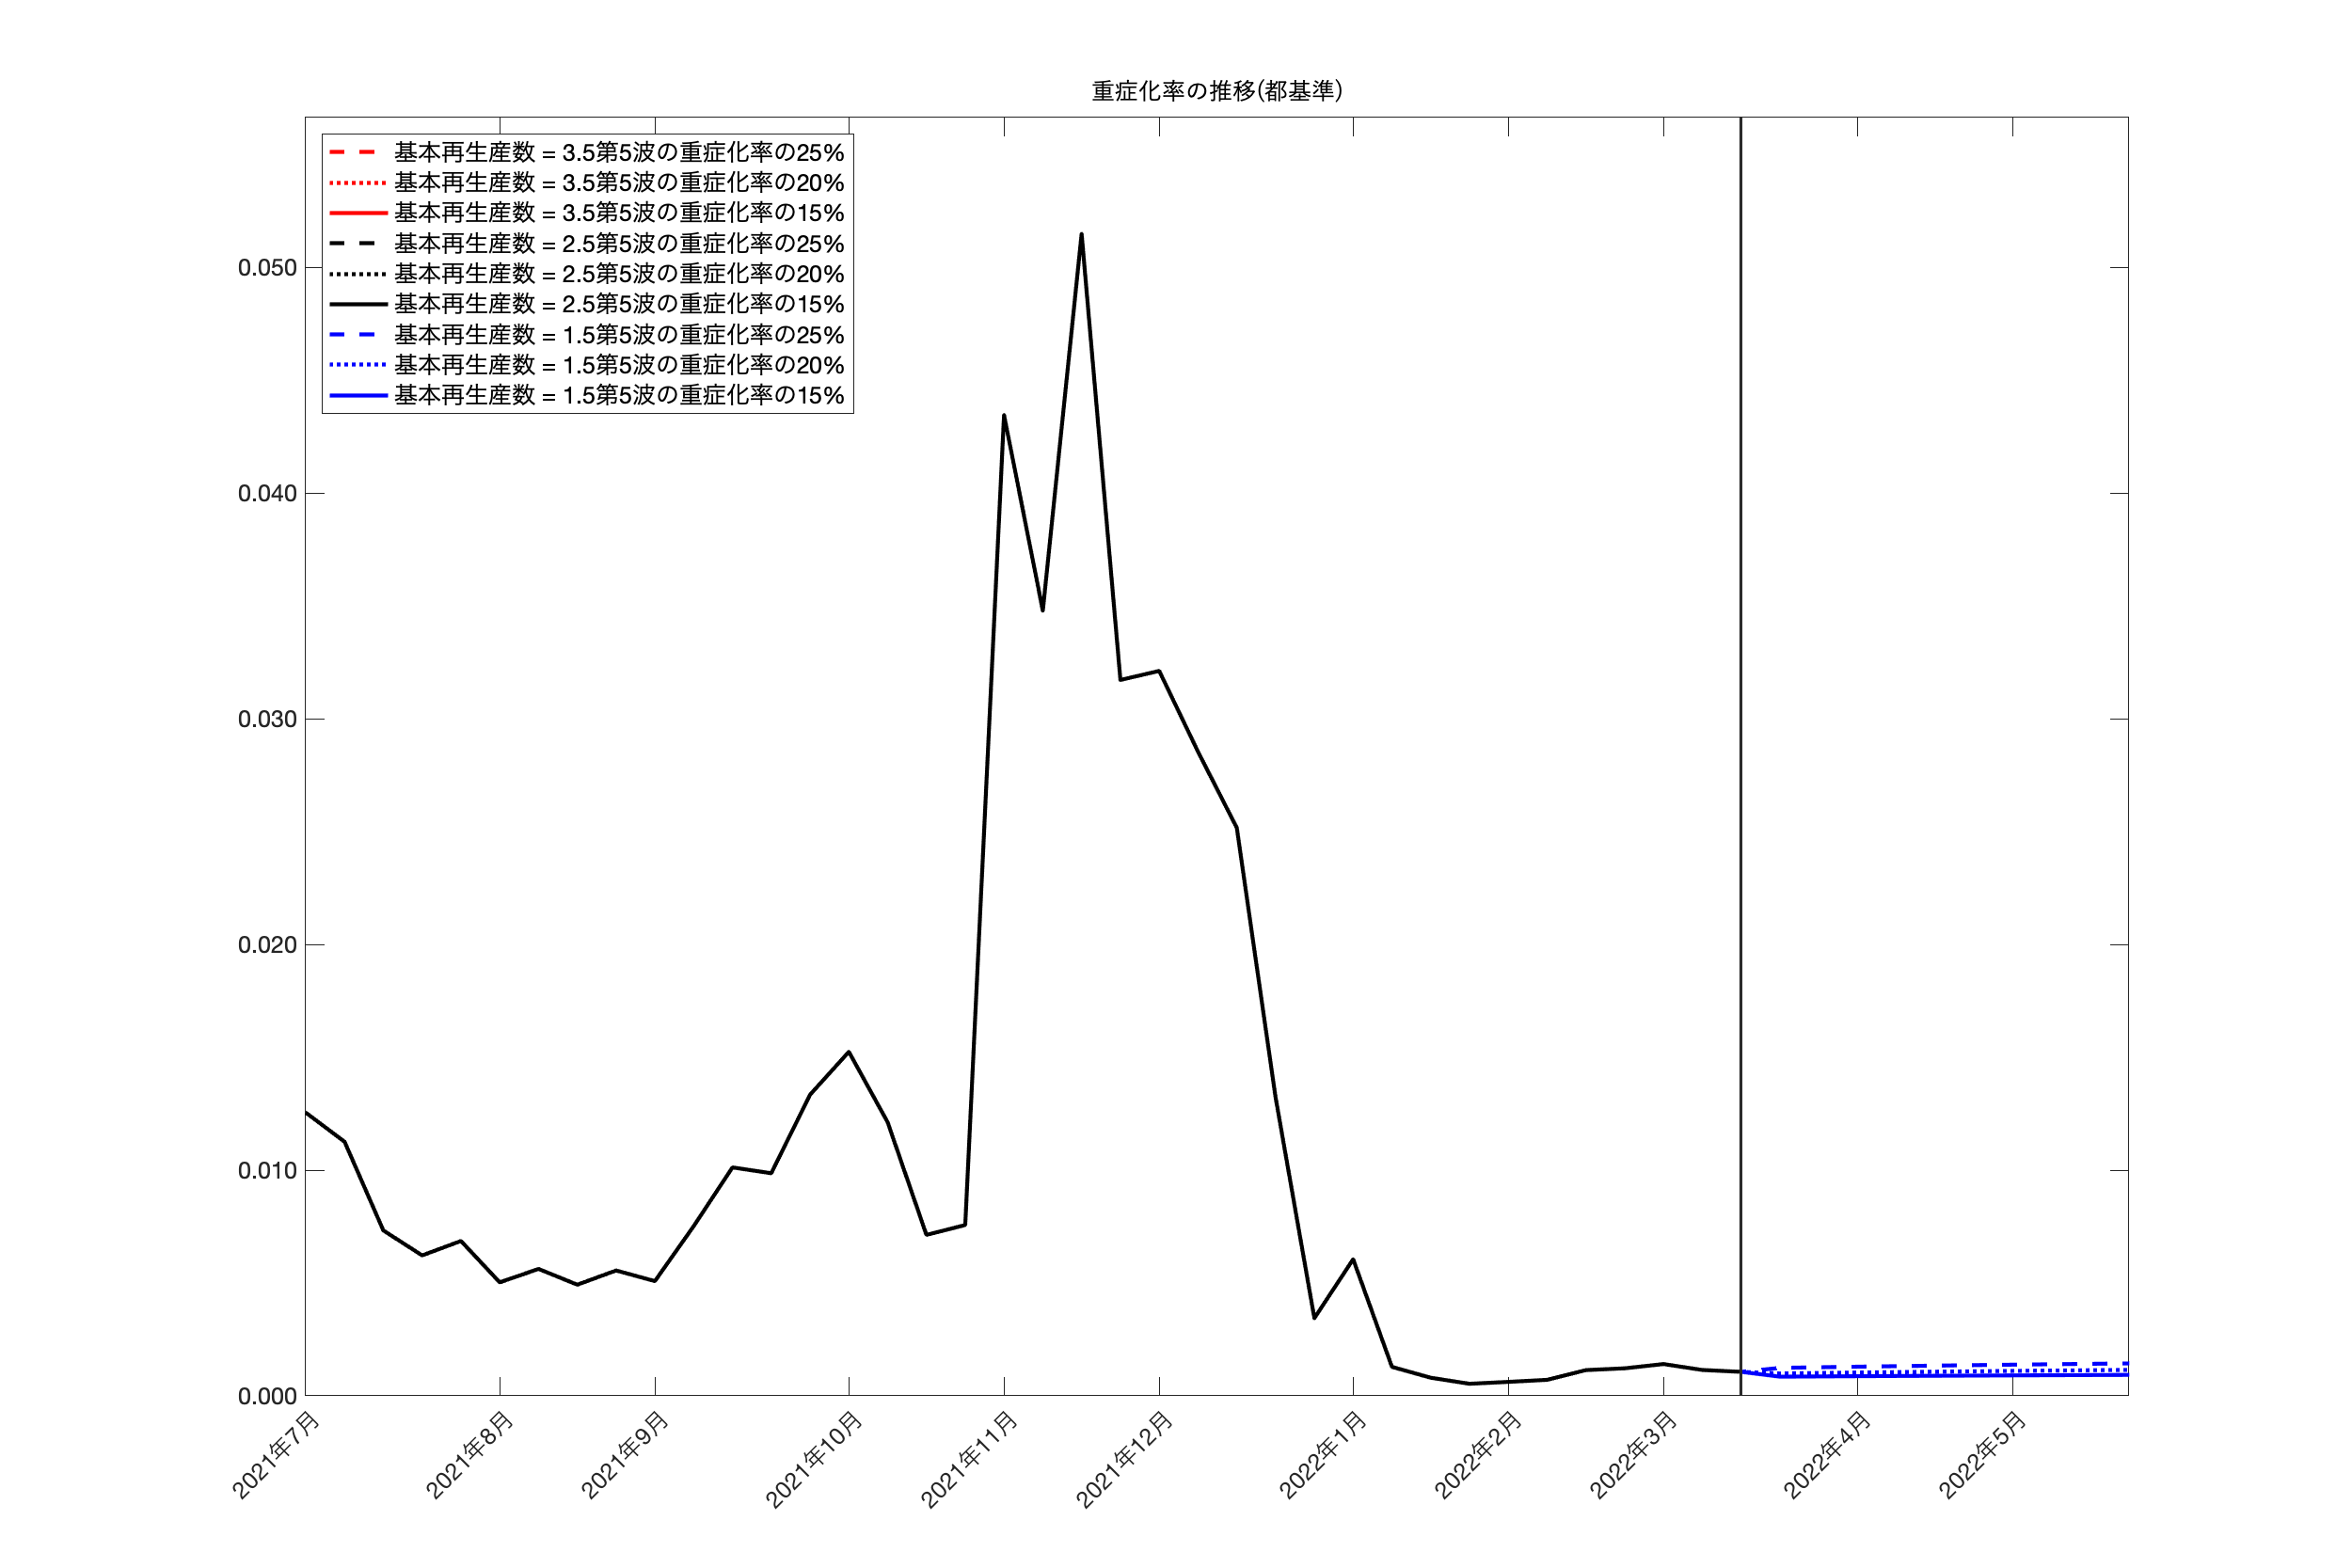 重症化率の推移(都基準)
基本再生産数 = 3.5第5波の重症化率の25%
基本再生産数 = 3.5第5波の重症化率の20%
基本再生産数 = 3.5第5波の重症化率の15%
基本再生産数 = 2.5第5波の重症化率の25%
基本再生産数 = 2.5第5波の重症化率の20%
基本再生産数 = 2.5第5波の重症化率の15%
基本再生産数 = 1.5第5波の重症化率の25%
基本再生産数 = 1.5第5波の重症化率の20%
基本再生産数 = 1.5第5波の重症化率の15%
0.050
0.040
0.030
0.020
0.010
0.000
2021年7月
2021年8月
2021年9月
2021年10月
2021年11月
2021年12月
2022年1月
2022年2月
2022年3月
2022年4月
2022年5月